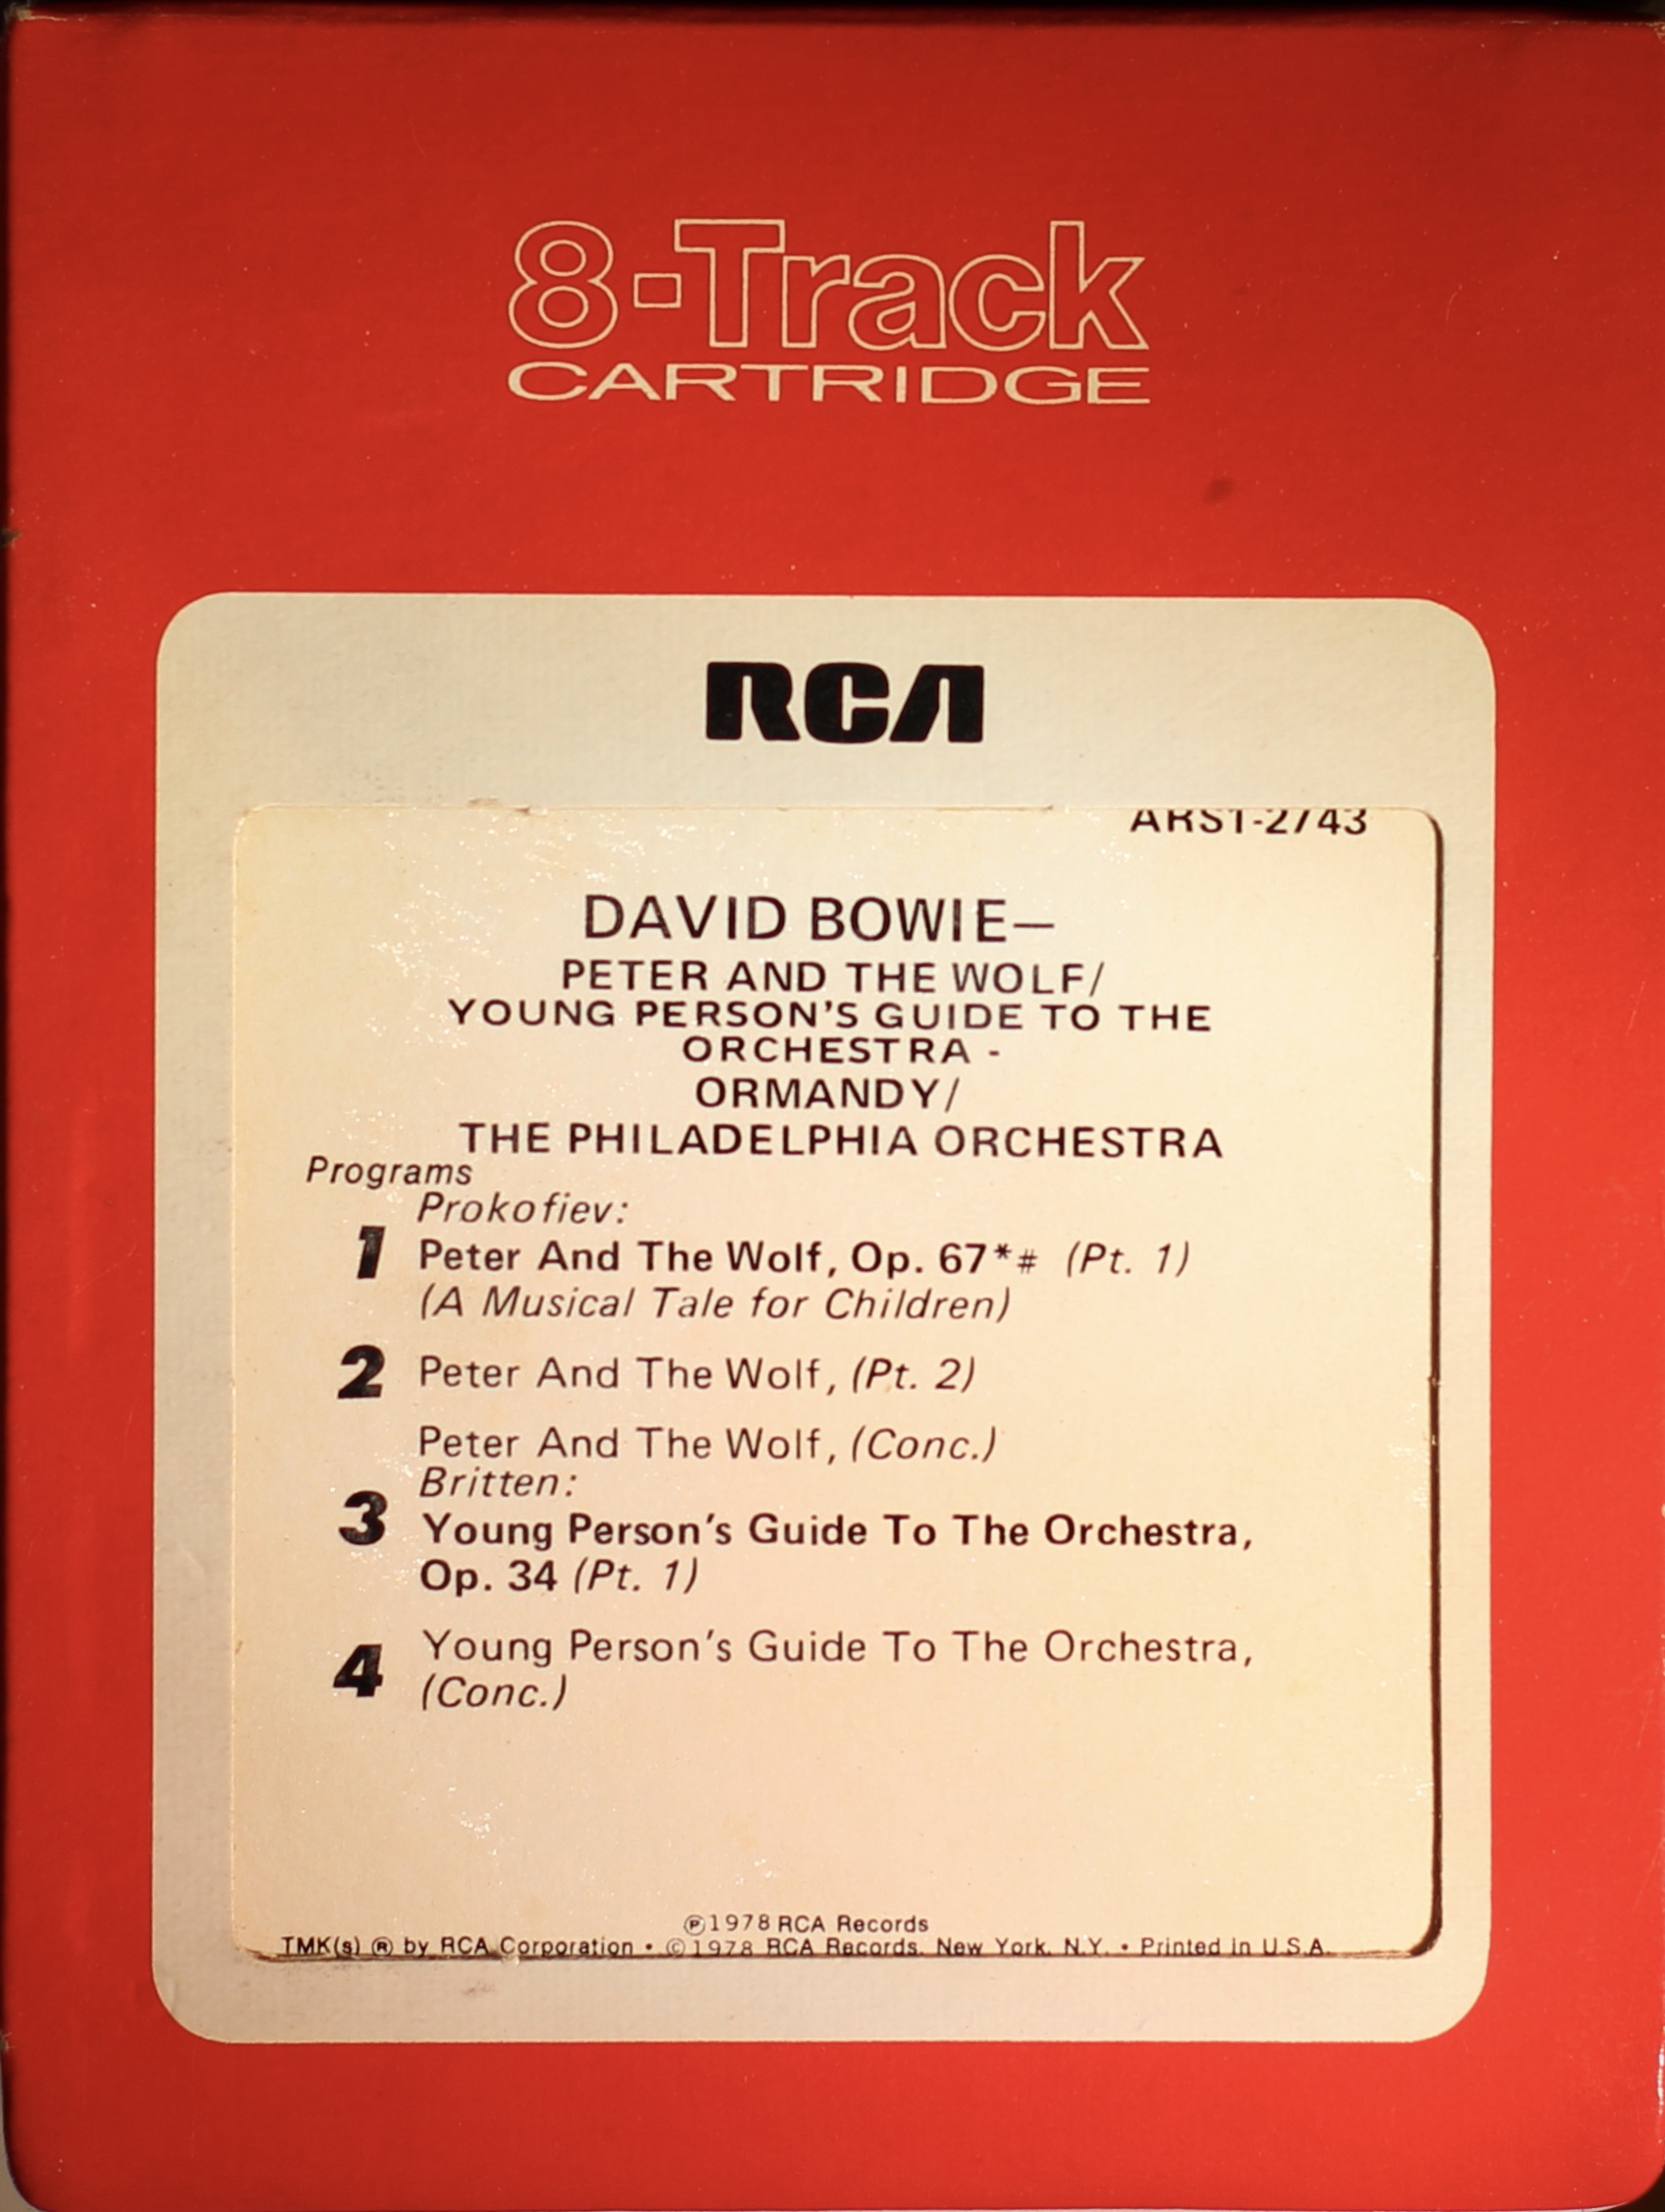 8-Track
CARTRIDGE
RCA
ARS1-2743
DAVID BOWIE—
PETER AND THE WOLF/
YOUNG PERSON'S GUIDE TO THE
ORCHESTRA -
ORMANDY/
THE PHILADELPHIA ORCHESTRA
Programs
Prokofiev:
1 Peter And The Wolf, Op. 67*# (Pt. 1)
(A Musical Tale for Children)
2 Peter And The Wolf, (Pt. 2)
Peter And The Wolf, (Conc.)
Britten:
3 Young Person's Guide To The Orchestra,
Op. 34 (Pt. 1)
4 Young Person's Guide To The Orchestra,
(Conc.)
℗1978 RCA Records
TMK(s) ® by RCA Corporation • ©1978 RCA Records, New York, N.Y. • Printed in U.S.A.